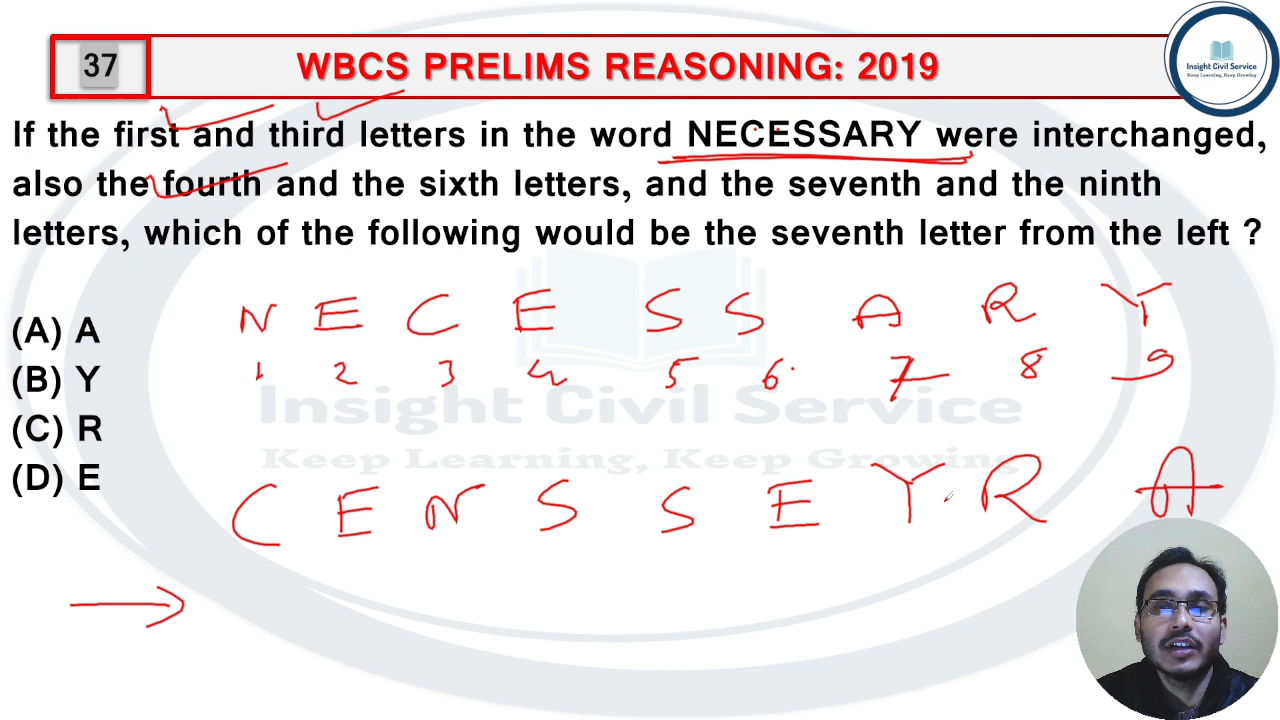 37
WBCS PRELIMS REASONING: 2019
Insight Civil Service
Keep Learning, Keep Growing
If the first and third letters in the word NECESSARY were interchanged,
also the fourth and the sixth letters, and the seventh and the ninth
letters, which of the following would be the seventh letter from the left ?
N E C E S S A R Y
(A) A
(B) Y
1 2 3 4 5 6 7 8 9
Insight Civil Service
(C) R
Keep Learning, Keep Growing
(D) E
C E N S S E Y R A